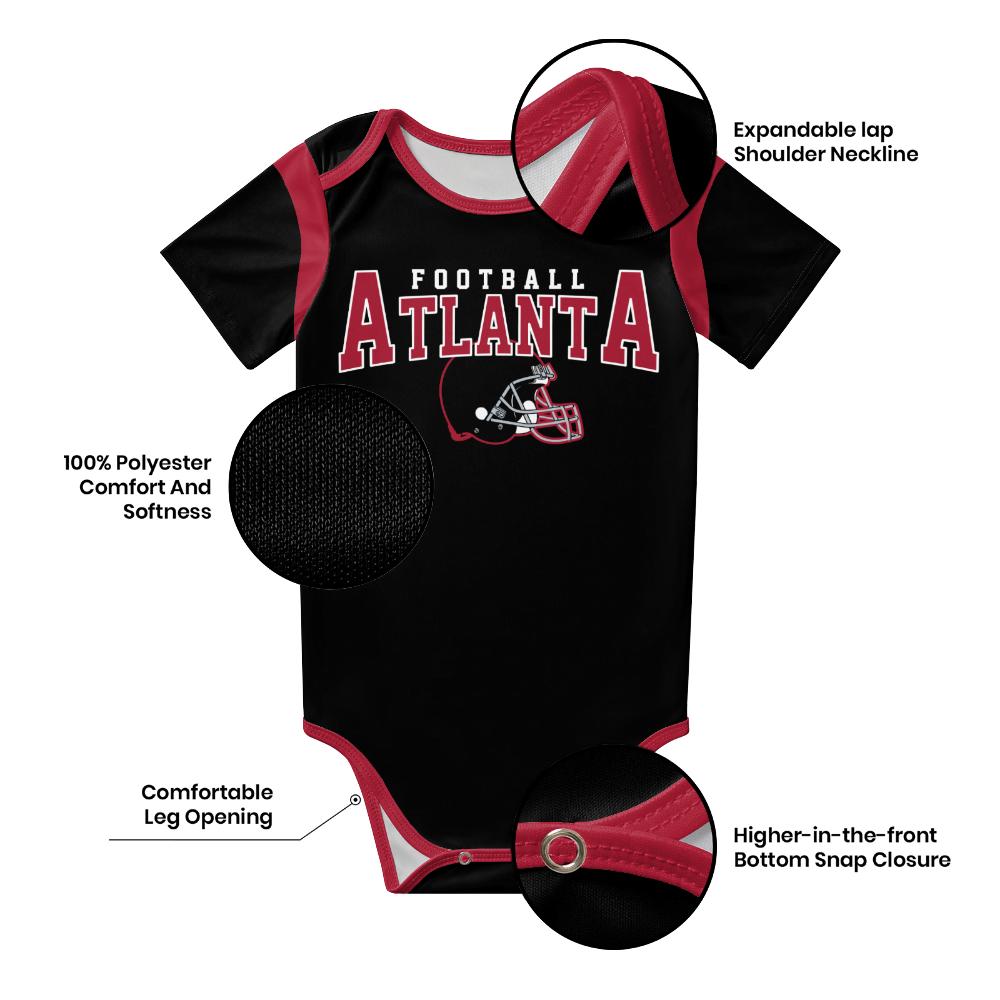 Expandable lap
Shoulder Neckline
FOOTBALL
ATLANTA
100% Polyester
Comfort And
Softness
Comfortable
Leg Opening
Higher-in-the-front
Bottom Snap Closure